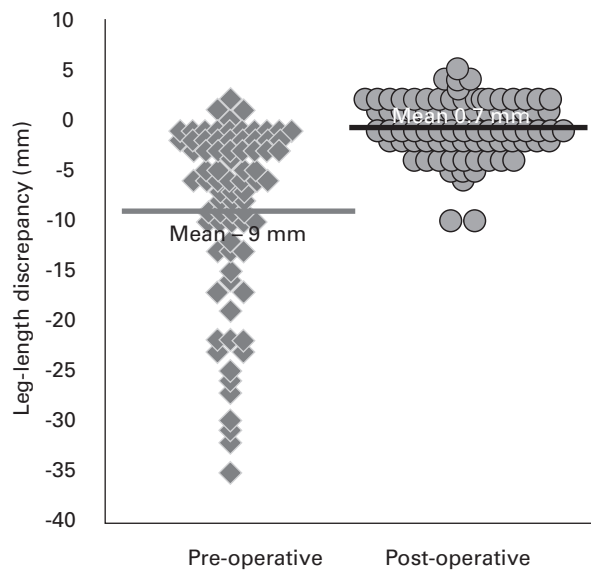 10
5
0
-5
-10
-15
-20
-25
-30
-35
-40
Leg-length discrepancy (mm)
Mean 0.7 mm
Mean – 9 mm
Pre-operative
Post-operative